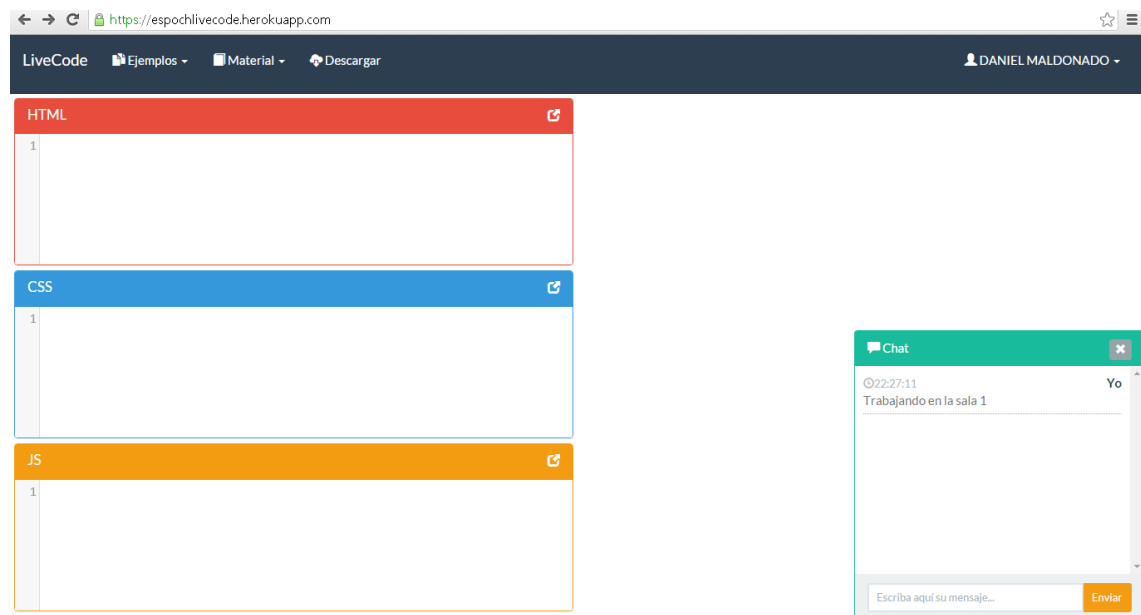 https://espochlivecode.herokuapp.com
LiveCode Ejemplos Material Descargar DANIEL MALDONADO
HTML
1
CSS
1
JS
1
Chat
22:27:11 Yo
Trabajando en la sala 1
Escriba aquí su mensaje... Enviar